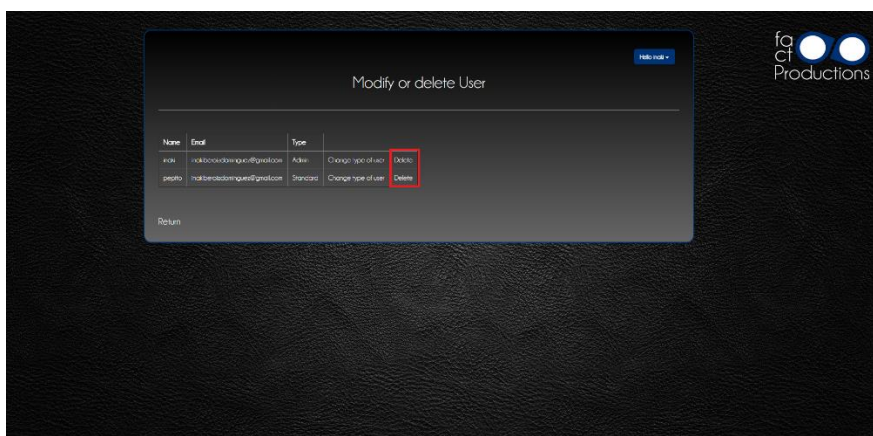 fa
ct
Productions
Hello inaki
Modify or delete User
Name Email Type
inaki Admin Change type of user Delete
pepito Standard Change type of user Delete
Return